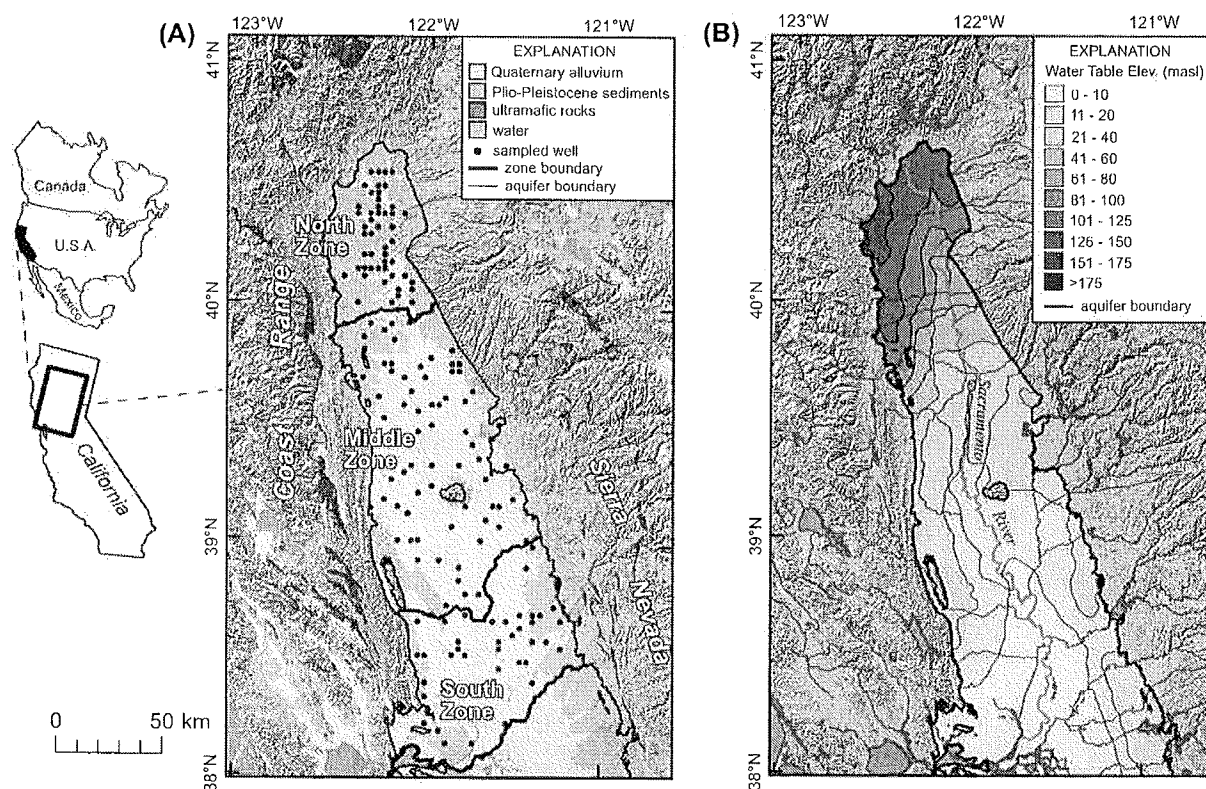 (A)
123°W
122°W
121°W
41°N
40°N
39°N
38°N
EXPLANATION
Quaternary alluvium
Plio-Pleistocene sediments
ultramafic rocks
water
sampled well
zone boundary
aquifer boundary
North
Zone
Coast Range
Middle
Zone
Sierra Nevada
South
Zone
Canada
U.S.A.
Mexico
California
0 50 km
(B)
123°W
122°W
121°W
41°N
40°N
39°N
38°N
EXPLANATION
Water Table Elev. (masl)
0 - 10
11 - 20
21 - 40
41 - 60
61 - 80
81 - 100
101 - 125
126 - 150
151 - 175
>175
aquifer boundary
Sacramento
River